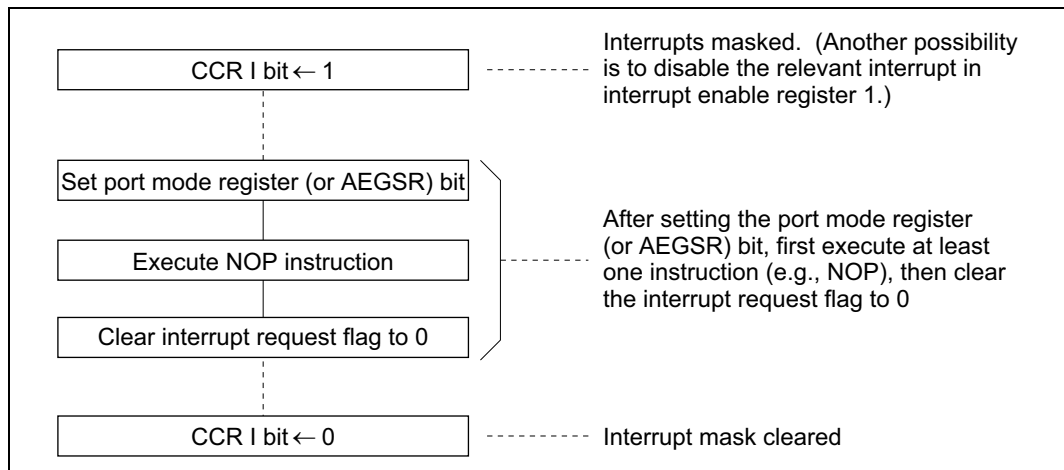 CCR I bit ← 1
Interrupts masked. (Another possibility
is to disable the relevant interrupt in
interrupt enable register 1.)
Set port mode register (or AEGSR) bit
Execute NOP instruction
Clear interrupt request flag to 0
After setting the port mode register
(or AEGSR) bit, first execute at least
one instruction (e.g., NOP), then clear
the interrupt request flag to 0
CCR I bit ← 0
Interrupt mask cleared